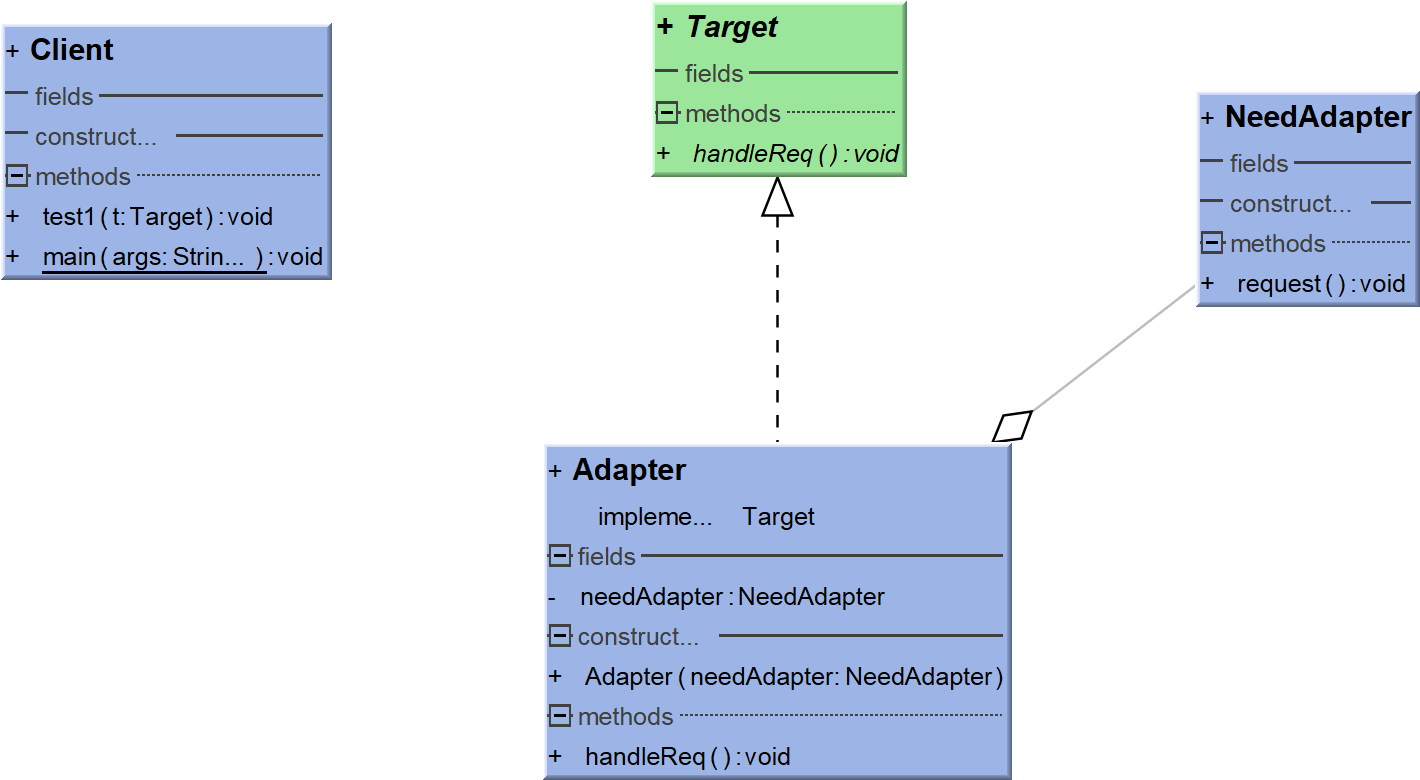 + Client
fields
construct...
methods
+ test1 ( t: Target ) : void
+ main ( args: Strin... ) : void
+ Target
fields
methods
+ handleReq ( ) : void
+ NeedAdapter
fields
construct...
methods
+ request ( ) : void
+ Adapter
impleme... Target
fields
- needAdapter : NeedAdapter
construct...
+ Adapter ( needAdapter: NeedAdapter )
methods
+ handleReq ( ) : void